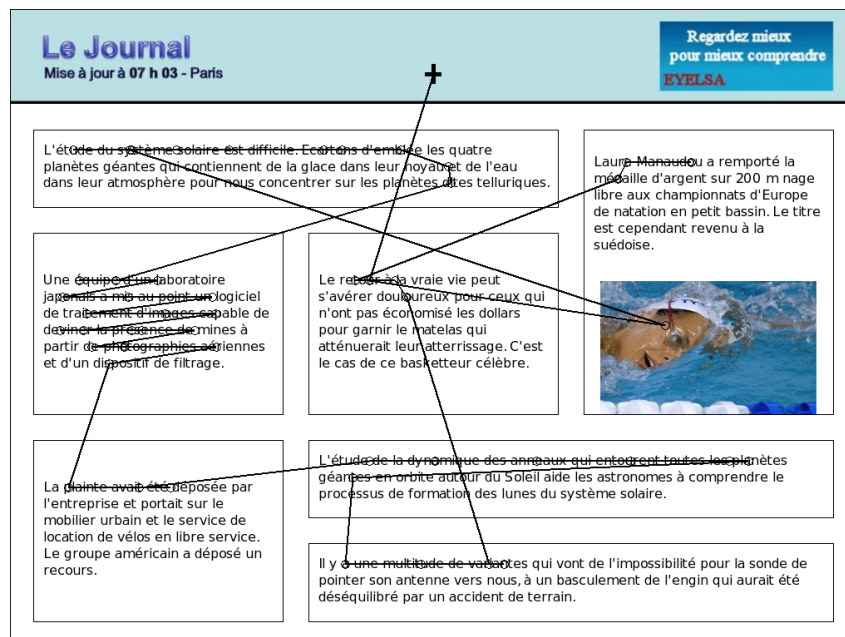 Le Journal
Mise à jour à 07 h 03 - Paris
Regardez mieux
pour mieux comprendre
EYELSA
L'étude du système solaire est difficile. Ecartons d'emblée les quatre
planètes géantes qui contiennent de la glace dans leur noyau et de l'eau
dans leur atmosphère pour nous concentrer sur les planètes dites telluriques.
Laure Manaudou a remporté la
médaille d'argent sur 200 m nage
libre aux championnats d'Europe
de natation en petit bassin. Le titre
est cependant revenu à la
suédoise.
Une équipe d'un laboratoire
japonais a mis au point un logiciel
de traitement d'images capable de
deviner la présence de mines à
partir de photographies aériennes
et d'un dispositif de filtrage.
Le retour à la vraie vie peut
s'avérer douloureux pour ceux qui
n'ont pas économisé les dollars
pour garnir le matelas qui
atténuerait leur atterrissage. C'est
le cas de ce basketteur célèbre.
La plainte avait été déposée par
l'entreprise et portait sur le
mobilier urbain et le service de
location de vélos en libre service.
Le groupe américain a déposé un
recours.
L'étude de la dynamique des anneaux qui entourent toutes les planètes
géantes en orbite autour du Soleil aide les astronomes à comprendre le
processus de formation des lunes du système solaire.
Il y a une multitude de variantes qui vont de l'impossibilité pour la sonde de
pointer son antenne vers nous, à un basculement de l'engin qui aurait été
déséquilibré par un accident de terrain.